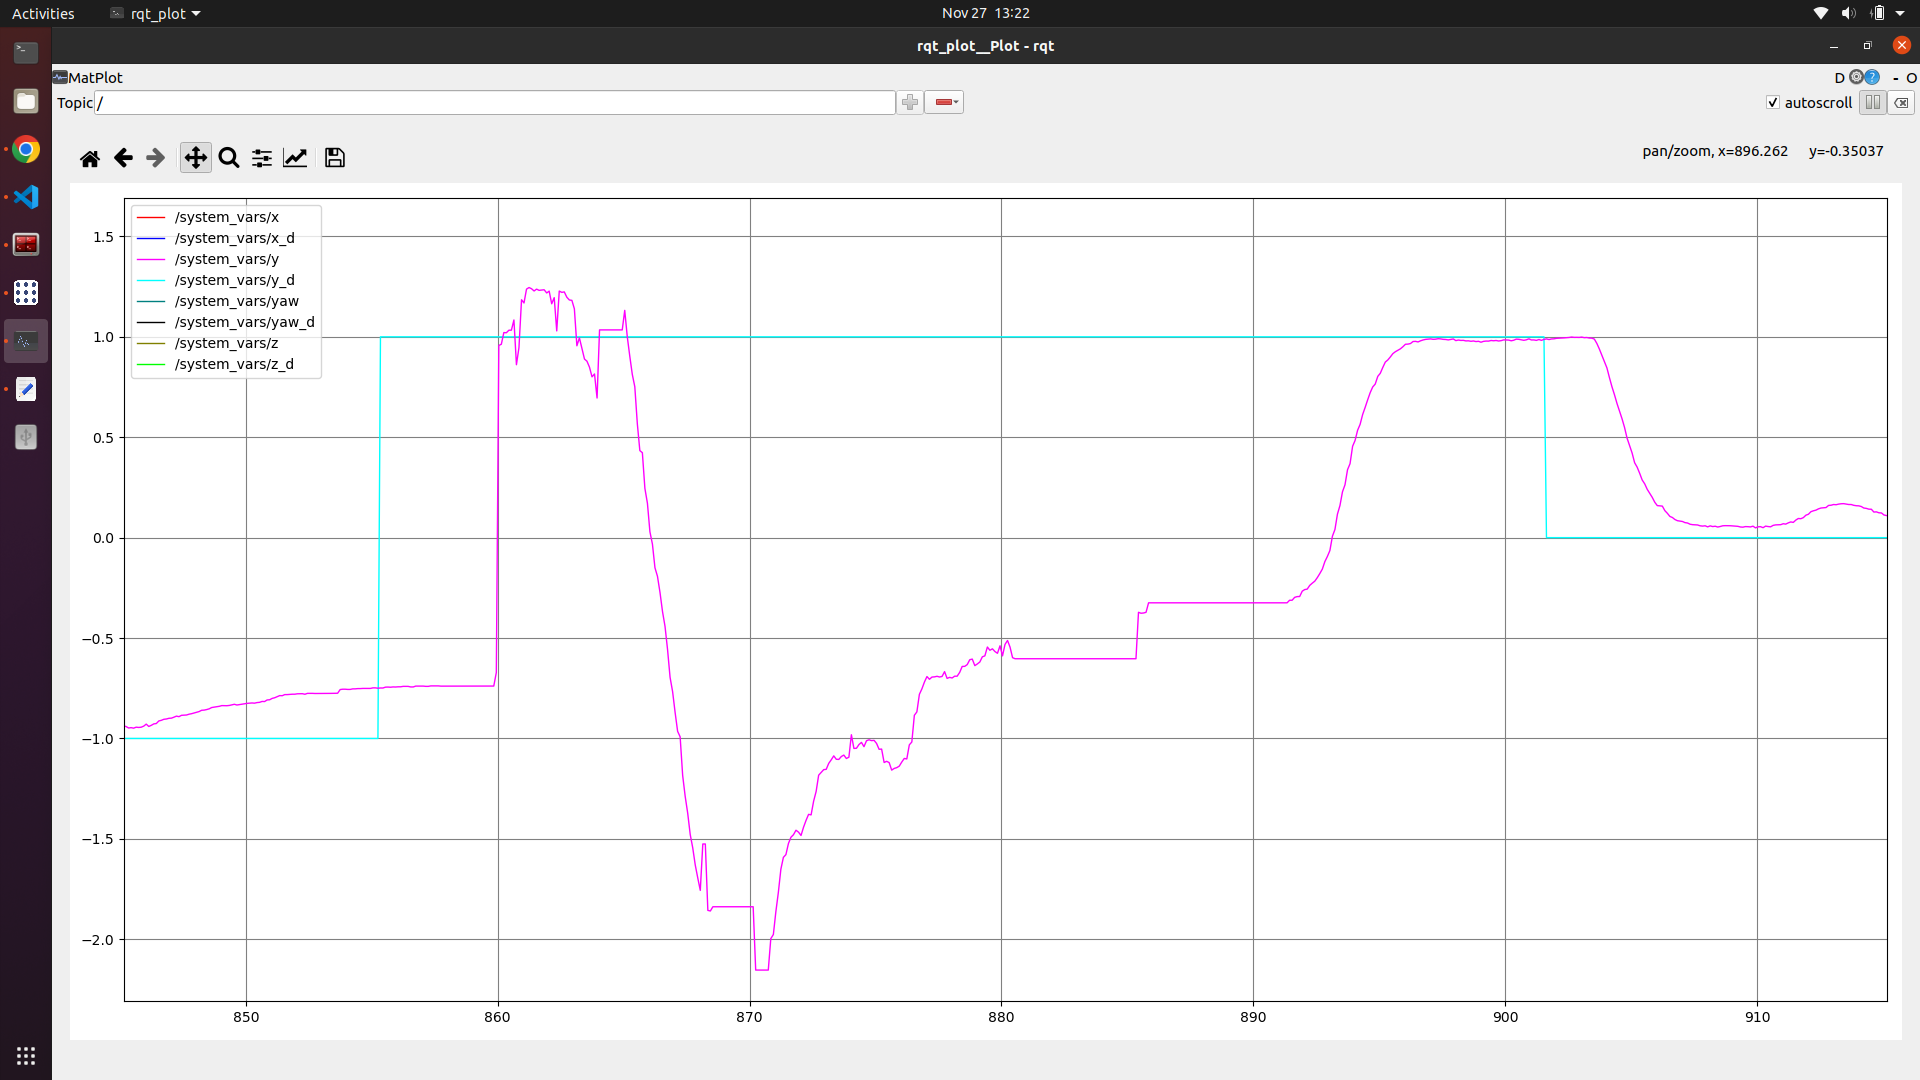 Activities rqt_plot Nov 27 13:22
rqt_plot__Plot - rqt
MatPlot D ? - O
Topic / autoscroll
pan/zoom, x=896.262 y=-0.35037
/system_vars/x
/system_vars/x_d
/system_vars/y
/system_vars/y_d
/system_vars/yaw
/system_vars/yaw_d
/system_vars/z
/system_vars/z_d
1.5
1.0
0.5
0.0
−0.5
−1.0
−1.5
−2.0
850 860 870 880 890 900 910